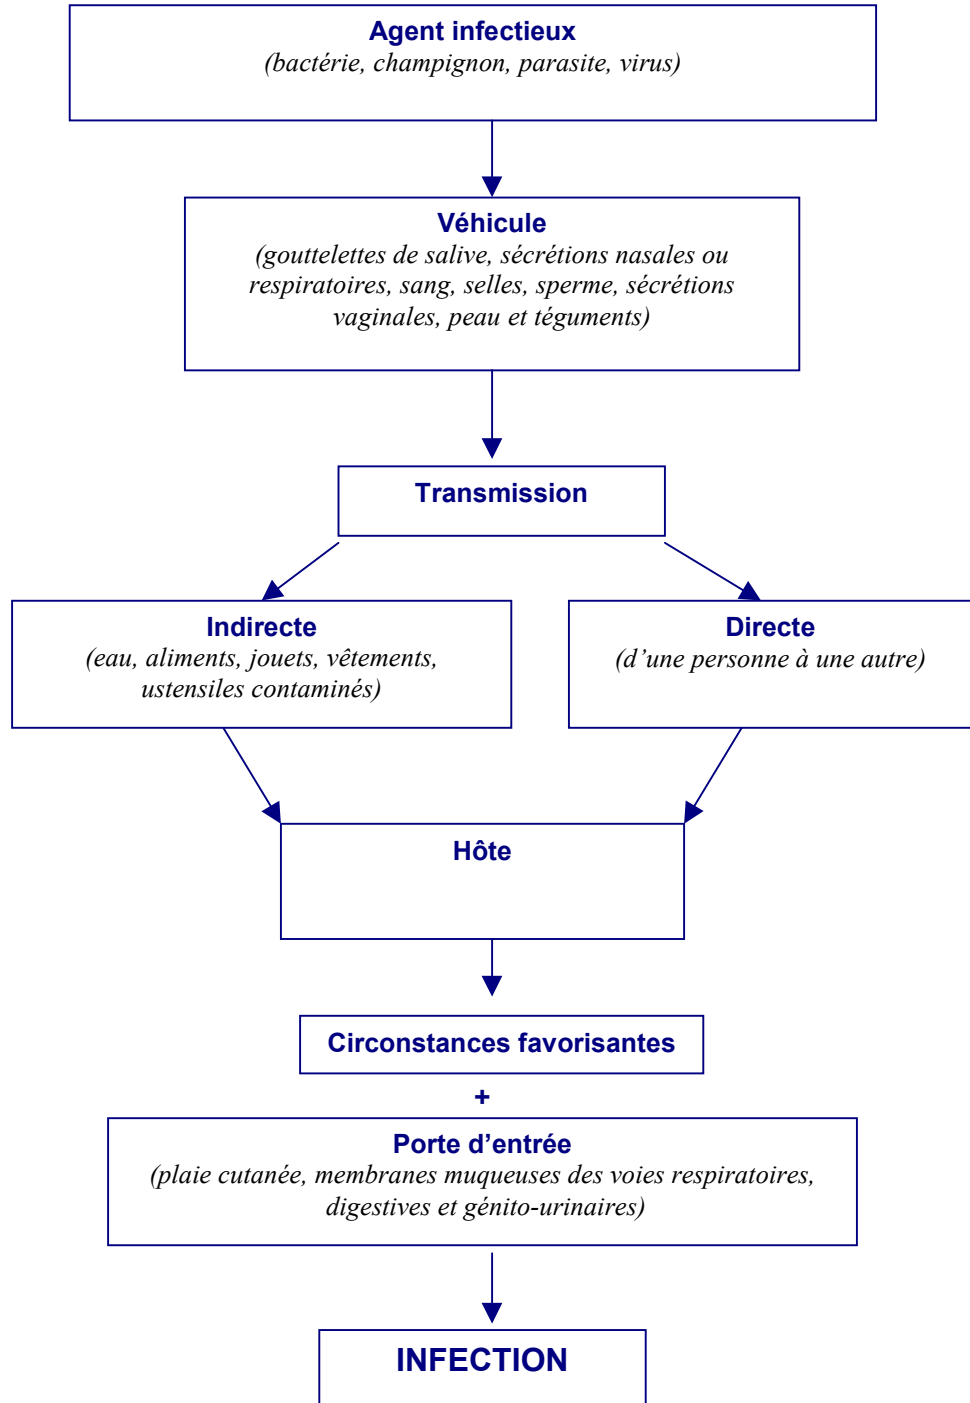 Agent infectieux
(bactérie, champignon, parasite, virus)
Véhicule
(gouttelettes de salive, sécrétions nasales ou
respiratoires, sang, selles, sperme, sécrétions
vaginales, peau et téguments)
Transmission
Indirecte
(eau, aliments, jouets, vêtements,
ustensiles contaminés)
Directe
(d’une personne à une autre)
Hôte
Circonstances favorisantes
+
Porte d’entrée
(plaie cutanée, membranes muqueuses des voies respiratoires,
digestives et génito-urinaires)
INFECTION